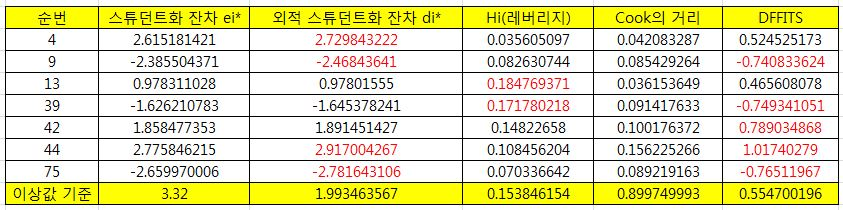 순번 스튜던트화 잔차 ei* 외적 스튜던트화 잔차 di* Hi(레버리지) Cook의 거리 DFFITS
4 2.615181421 2.729843222 0.035605097 0.042083287 0.524525173
9 -2.385504371 -2.46843641 0.082630744 0.085429264 -0.740833624
13 0.978311028 0.97801555 0.184769371 0.036153649 0.465608078
39 -1.626210783 -1.645378241 0.171780218 0.091417633 -0.749341051
42 1.858477353 1.891451427 0.14822658 0.100176372 0.789034868
44 2.775846215 2.917004267 0.108456204 0.156225266 1.01740279
75 -2.659970006 -2.781643106 0.070336642 0.089219163 -0.76511967
이상값 기준 3.32 1.993463567 0.153846154 0.899749993 0.554700196